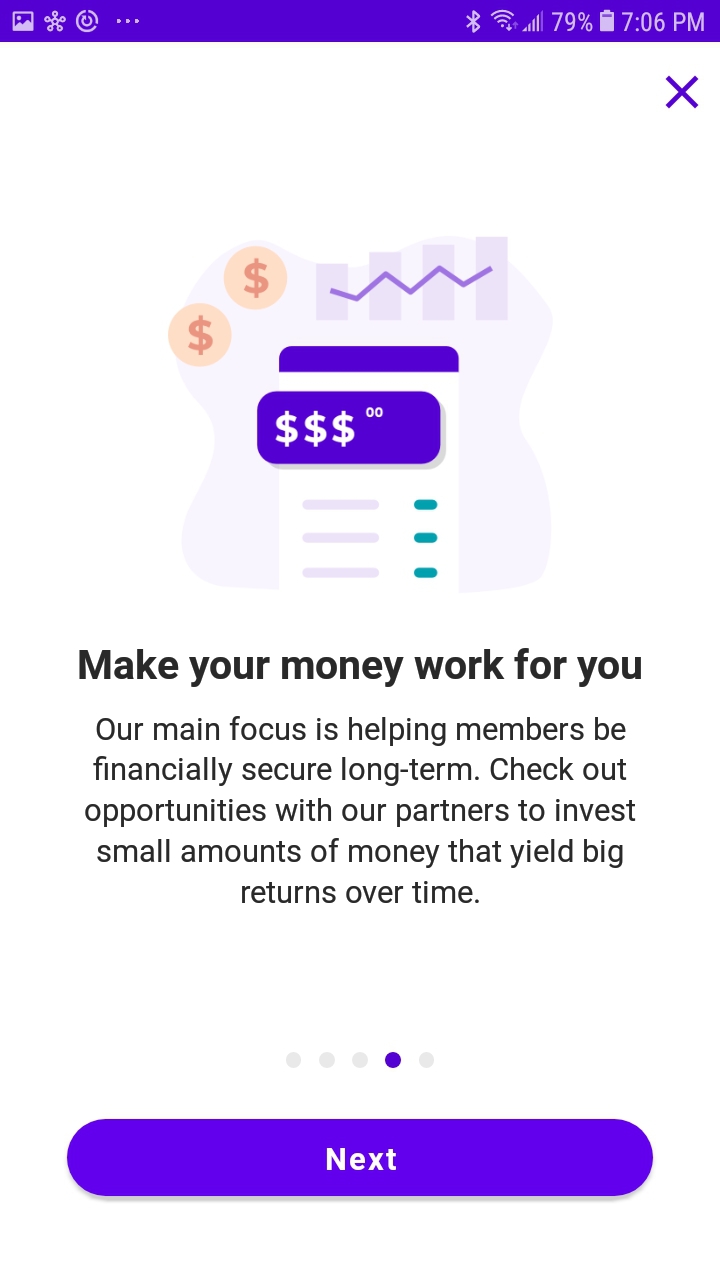 79% 7:06 PM
$
$
$$$ 00
Make your money work for you
Our main focus is helping members be
financially secure long-term. Check out
opportunities with our partners to invest
small amounts of money that yield big
returns over time.
Next